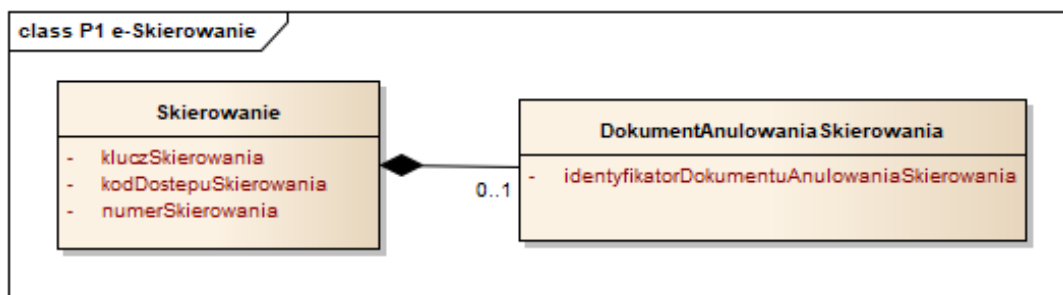 class P1 e-Skierowanie
Skierowanie
- kluczSkierowania
- kodDostepuSkierowania
- numerSkierowania
0..1
DokumentAnulowaniaSkierowania
- identyfikatorDokumentuAnulowaniaSkierowania